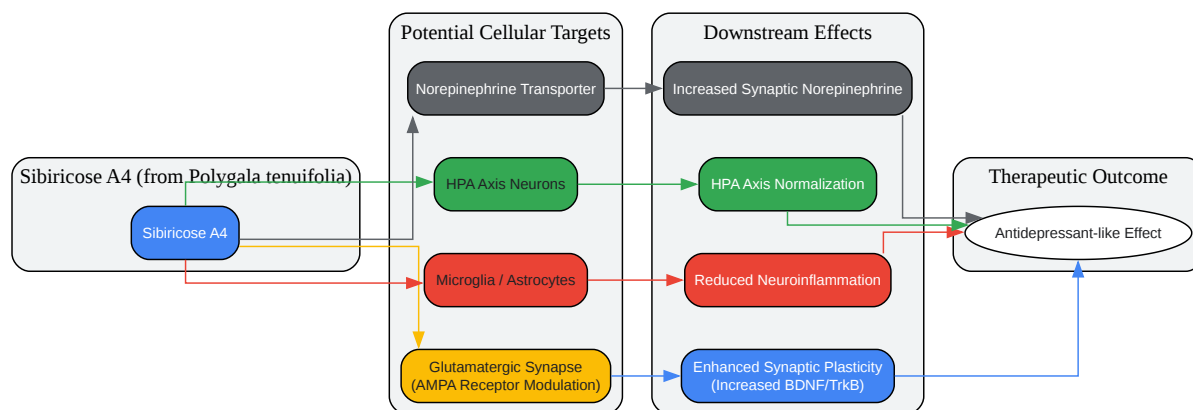 Potential Cellular Targets
Downstream Effects
Norepinephrine Transporter
Increased Synaptic Norepinephrine
Sibiricose A4 (from Polygala tenuifolia)
HPA Axis Neurons
HPA Axis Normalization
Therapeutic Outcome
Sibiricose A4
Antidepressant-like Effect
Microglia / Astrocytes
Reduced Neuroinflammation
Glutamatergic Synapse
(AMPA Receptor Modulation)
Enhanced Synaptic Plasticity
(Increased BDNF/TrkB)